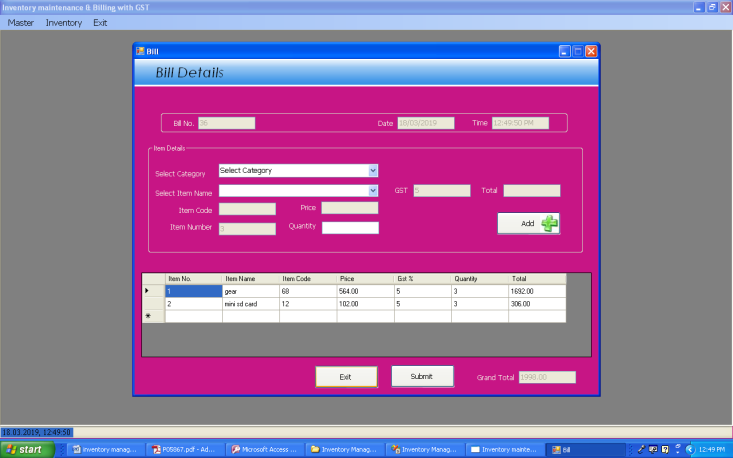 Inventory maintenance & Billing with GST
Master Inventory Exit
Bill
Bill Details
Bill No. 36 Date 18/03/2019 Time 12:49:50 PM
Item Details
Select Category Select Category
Select Item Name GST 5 Total
Item Code Price
Item Number 3 Quantity
Add
Item No. Item Name Item Code Price Gst % Quantity Total
1 gear 68 564.00 5 3 1692.00
2 mini sd card 12 102.00 5 3 306.00
Exit Submit Grand Total 1998.00
18.03.2019, 12:49:50
start inventory manag... P05867.pdf - Ad... Microsoft Access ... Inventory Manag... Inventory Manag... Inventory mainte... Bill 12:49 PM